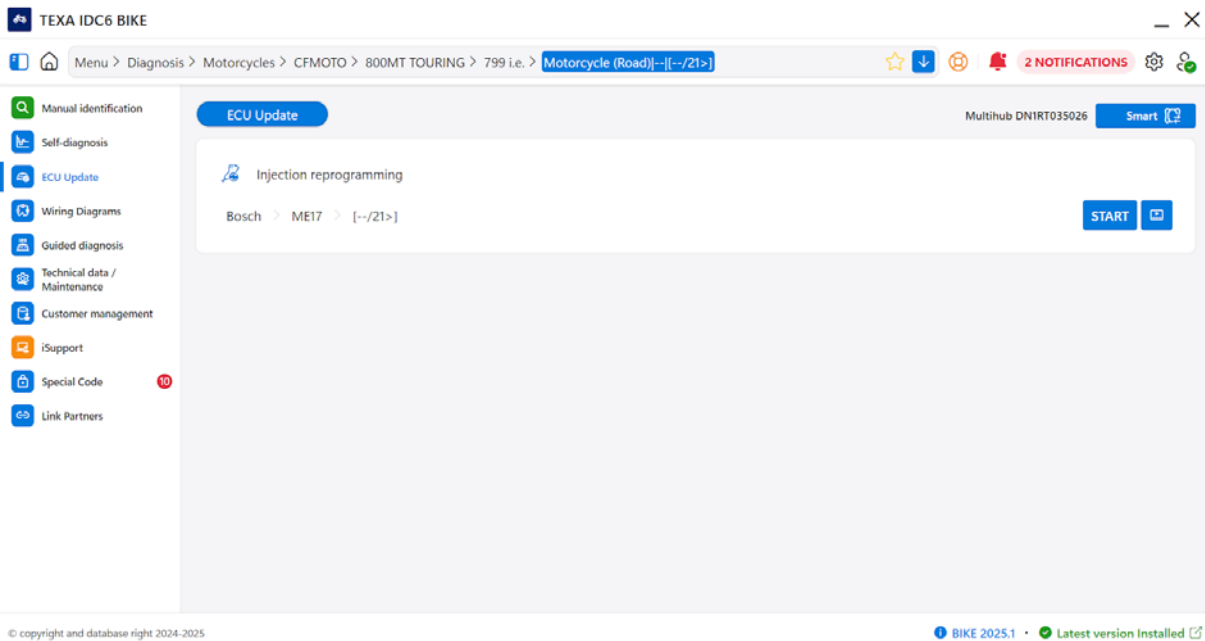 TEXA IDC6 BIKE
Menu > Diagnosis > Motorcycles > CFMOTO > 800MT TOURING > 799 i.e. > Motorcycle (Road)|--|[--/21>]
2 NOTIFICATIONS
Manual identification
Self-diagnosis
ECU Update
Wiring Diagrams
Guided diagnosis
Technical data /
Maintenance
Customer management
iSupport
Special Code 10
Link Partners
ECU Update
Multihub DN1RT035026
Smart
Injection reprogramming
Bosch > ME17 > [--/21>]
START
© copyright and database right 2024-2025
BIKE 2025.1 • Latest version Installed